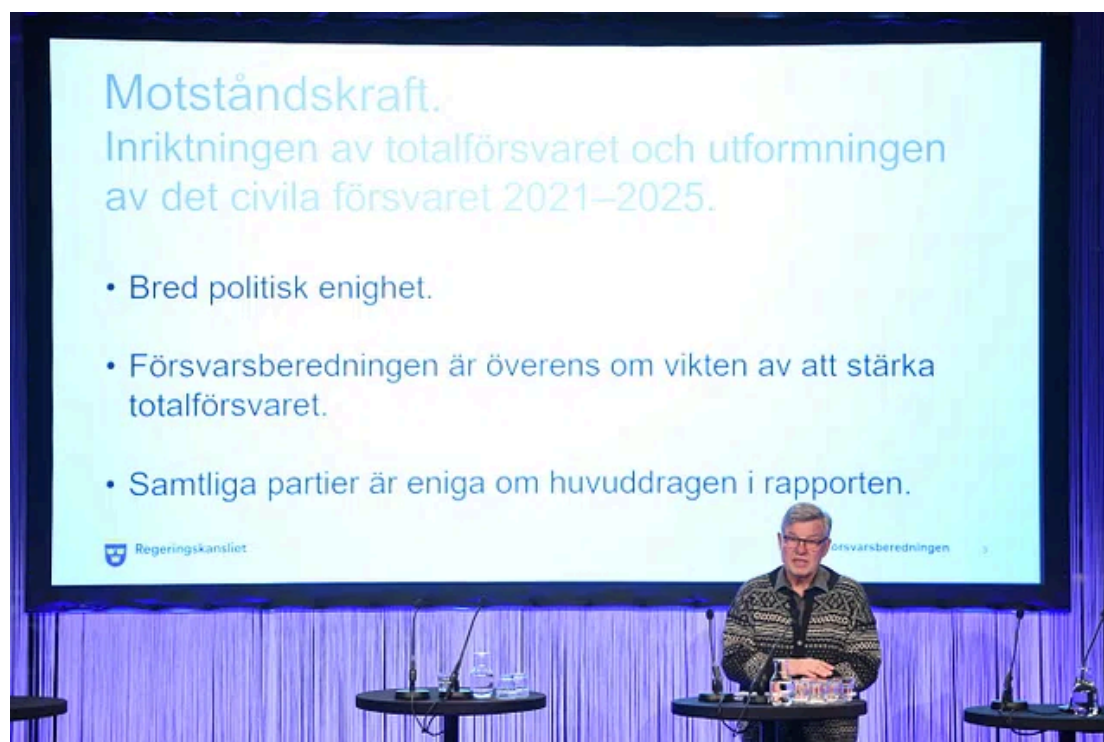 Motståndskraft.
Inriktningen av totalförsvaret och utformningen
av det civila försvaret 2021–2025.
• Bred politisk enighet.
• Försvarsberedningen är överens om vikten av att stärka
totalförsvaret.
• Samtliga partier är eniga om huvuddragen i rapporten.
Regeringskansliet
örsvarsberedningen 3